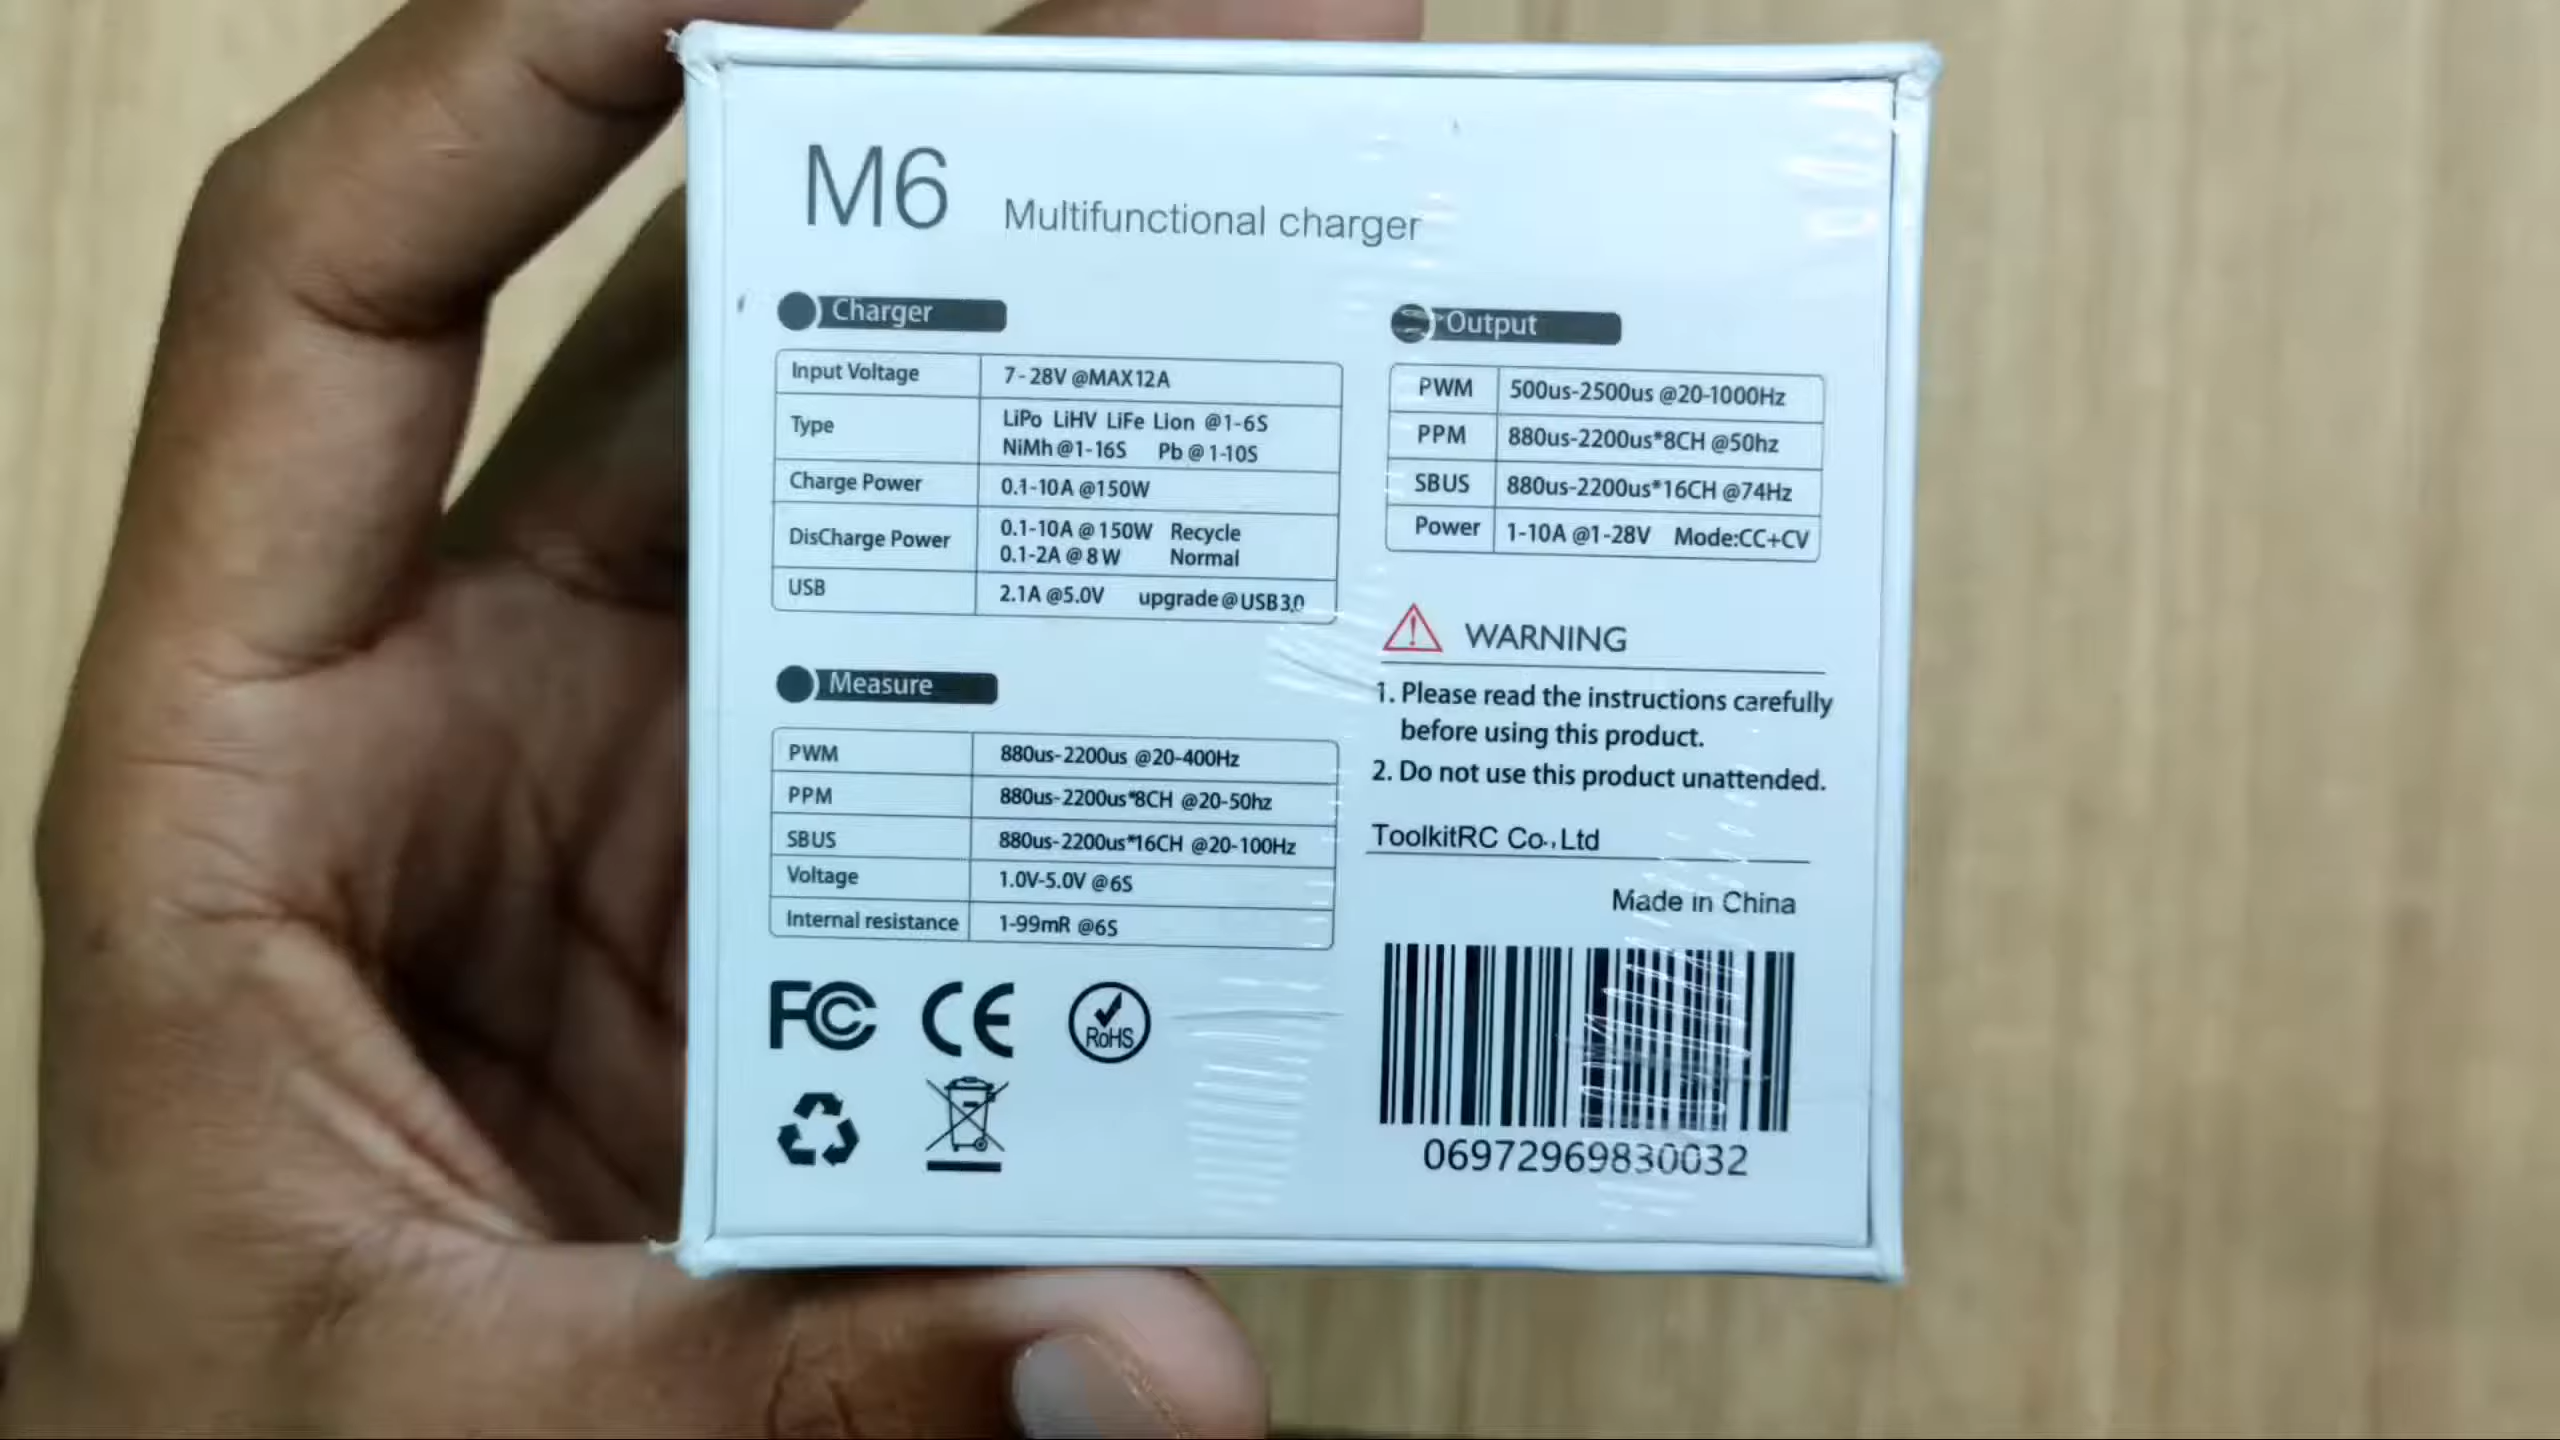 M6 Multifunctional charger
Charger
Input Voltage 7-28V @MAX12A
Type LiPo LiHV LiFe Lion @1-6S
NiMh@1-16S Pb@1-10S
Charge Power 0.1-10A @150W
DisCharge Power 0.1-10A @150W Recycle
0.1-2A @8W Normal
USB 2.1A @5.0V upgrade@USB3.0
Measure
PWM 880us-2200us @20-400Hz
PPM 880us-2200us*8CH @20-50hz
SBUS 880us-2200us*16CH @20-100Hz
Voltage 1.0V-5.0V @6S
Internal resistance 1-99mR @6S
FC CE RoHS
Output
PWM 500us-2500us @20-1000Hz
PPM 880us-2200us*8CH @50hz
SBUS 880us-2200us*16CH @74Hz
Power 1-10A @1-28V Mode:CC+CV
WARNING
1. Please read the instructions carefully
before using this product.
2. Do not use this product unattended.
ToolkitRC Co.,Ltd
Made in China
06972969830032